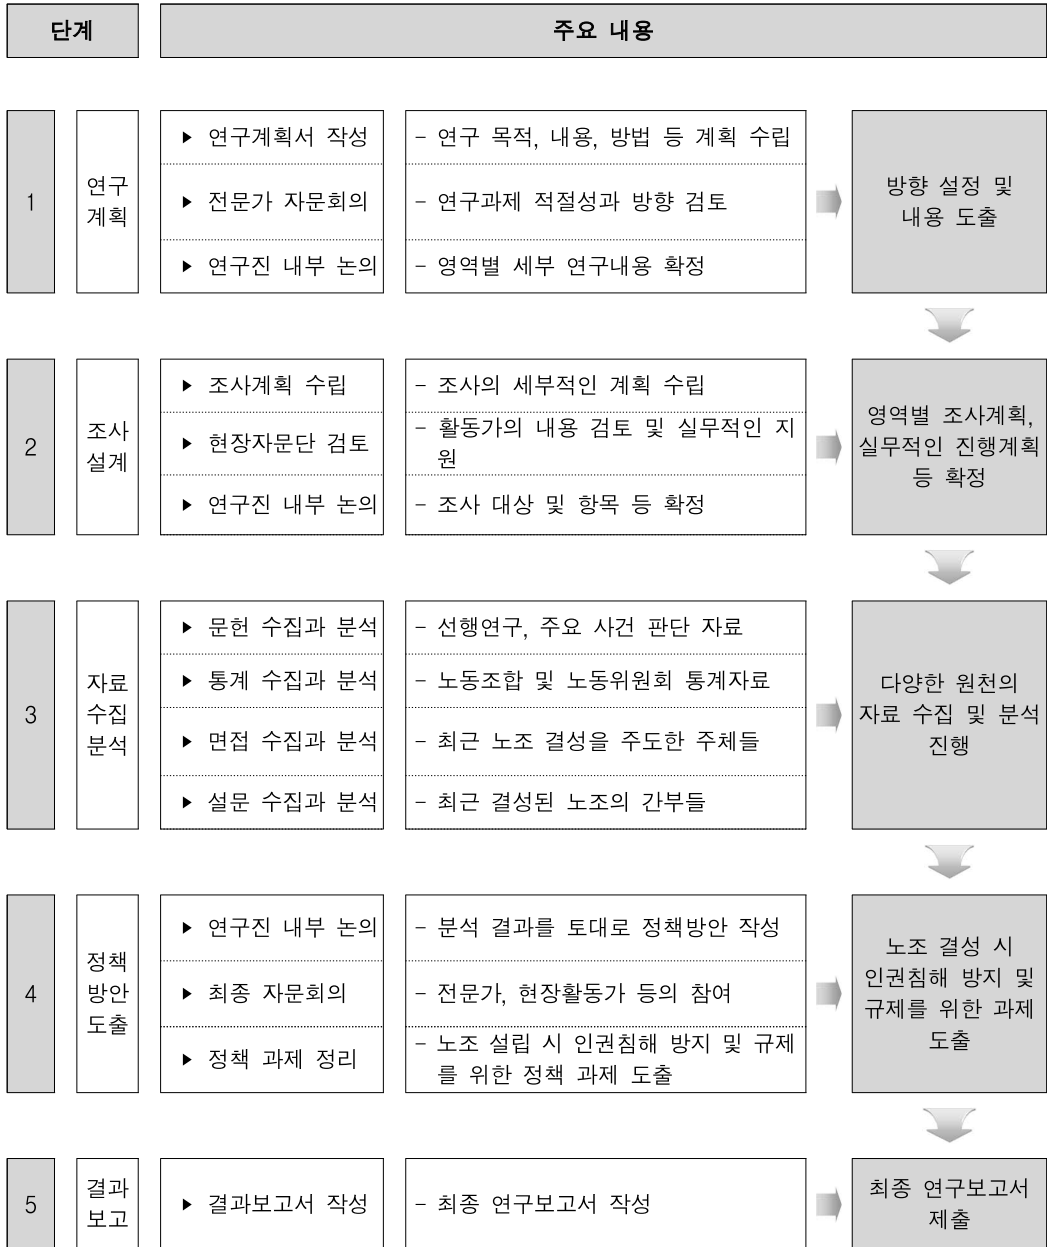 단계
주요 내용
1
연구
계획
▶ 연구계획서 작성
- 연구 목적, 내용, 방법 등 계획 수립
▶ 전문가 자문회의
- 연구과제 적절성과 방향 검토
▶ 연구진 내부 논의
- 영역별 세부 연구내용 확정
방향 설정 및
내용 도출
2
조사
설계
▶ 조사계획 수립
- 조사의 세부적인 계획 수립
▶ 현장자문단 검토
- 활동가의 내용 검토 및 실무적인 지
원
▶ 연구진 내부 논의
- 조사 대상 및 항목 등 확정
영역별 조사계획,
실무적인 진행계획
등 확정
3
자료
수집
분석
▶ 문헌 수집과 분석
- 선행연구, 주요 사건 판단 자료
▶ 통계 수집과 분석
- 노동조합 및 노동위원회 통계자료
▶ 면접 수집과 분석
- 최근 노조 결성을 주도한 주체들
▶ 설문 수집과 분석
- 최근 결성된 노조의 간부들
다양한 원천의
자료 수집 및 분석
진행
4
정책
방안
도출
▶ 연구진 내부 논의
- 분석 결과를 토대로 정책방안 작성
▶ 최종 자문회의
- 전문가, 현장활동가 등의 참여
▶ 정책 과제 정리
- 노조 설립 시 인권침해 방지 및 규제
를 위한 정책 과제 도출
노조 결성 시
인권침해 방지 및
규제를 위한 과제
도출
5
결과
보고
▶ 결과보고서 작성
- 최종 연구보고서 작성
최종 연구보고서
제출